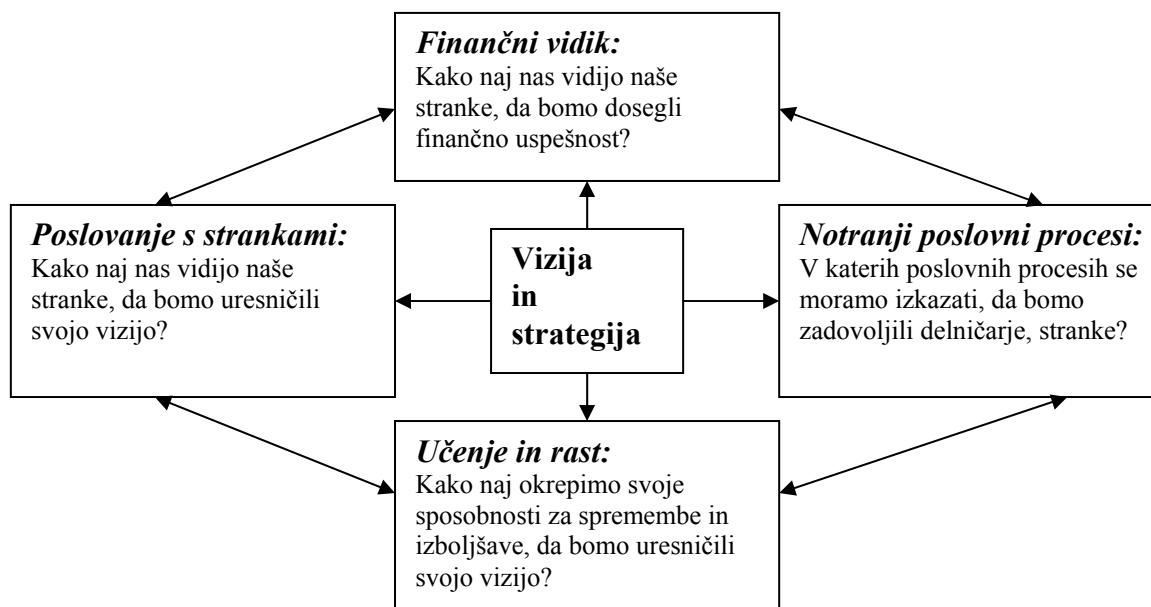 Finančni vidik:
Kako naj nas vidijo naše
stranke, da bomo dosegli
finančno uspešnost?
Poslovanje s strankami:
Kako naj nas vidijo naše
stranke, da bomo uresničili
svojo vizijo?
Vizija
in
strategija
Notranji poslovni procesi:
V katerih poslovnih procesih se
moramo izkazati, da bomo
zadovoljili delničarje, stranke?
Učenje in rast:
Kako naj okrepimo svoje
sposobnosti za spremembe in
izboljšave, da bomo uresničili
svojo vizijo?